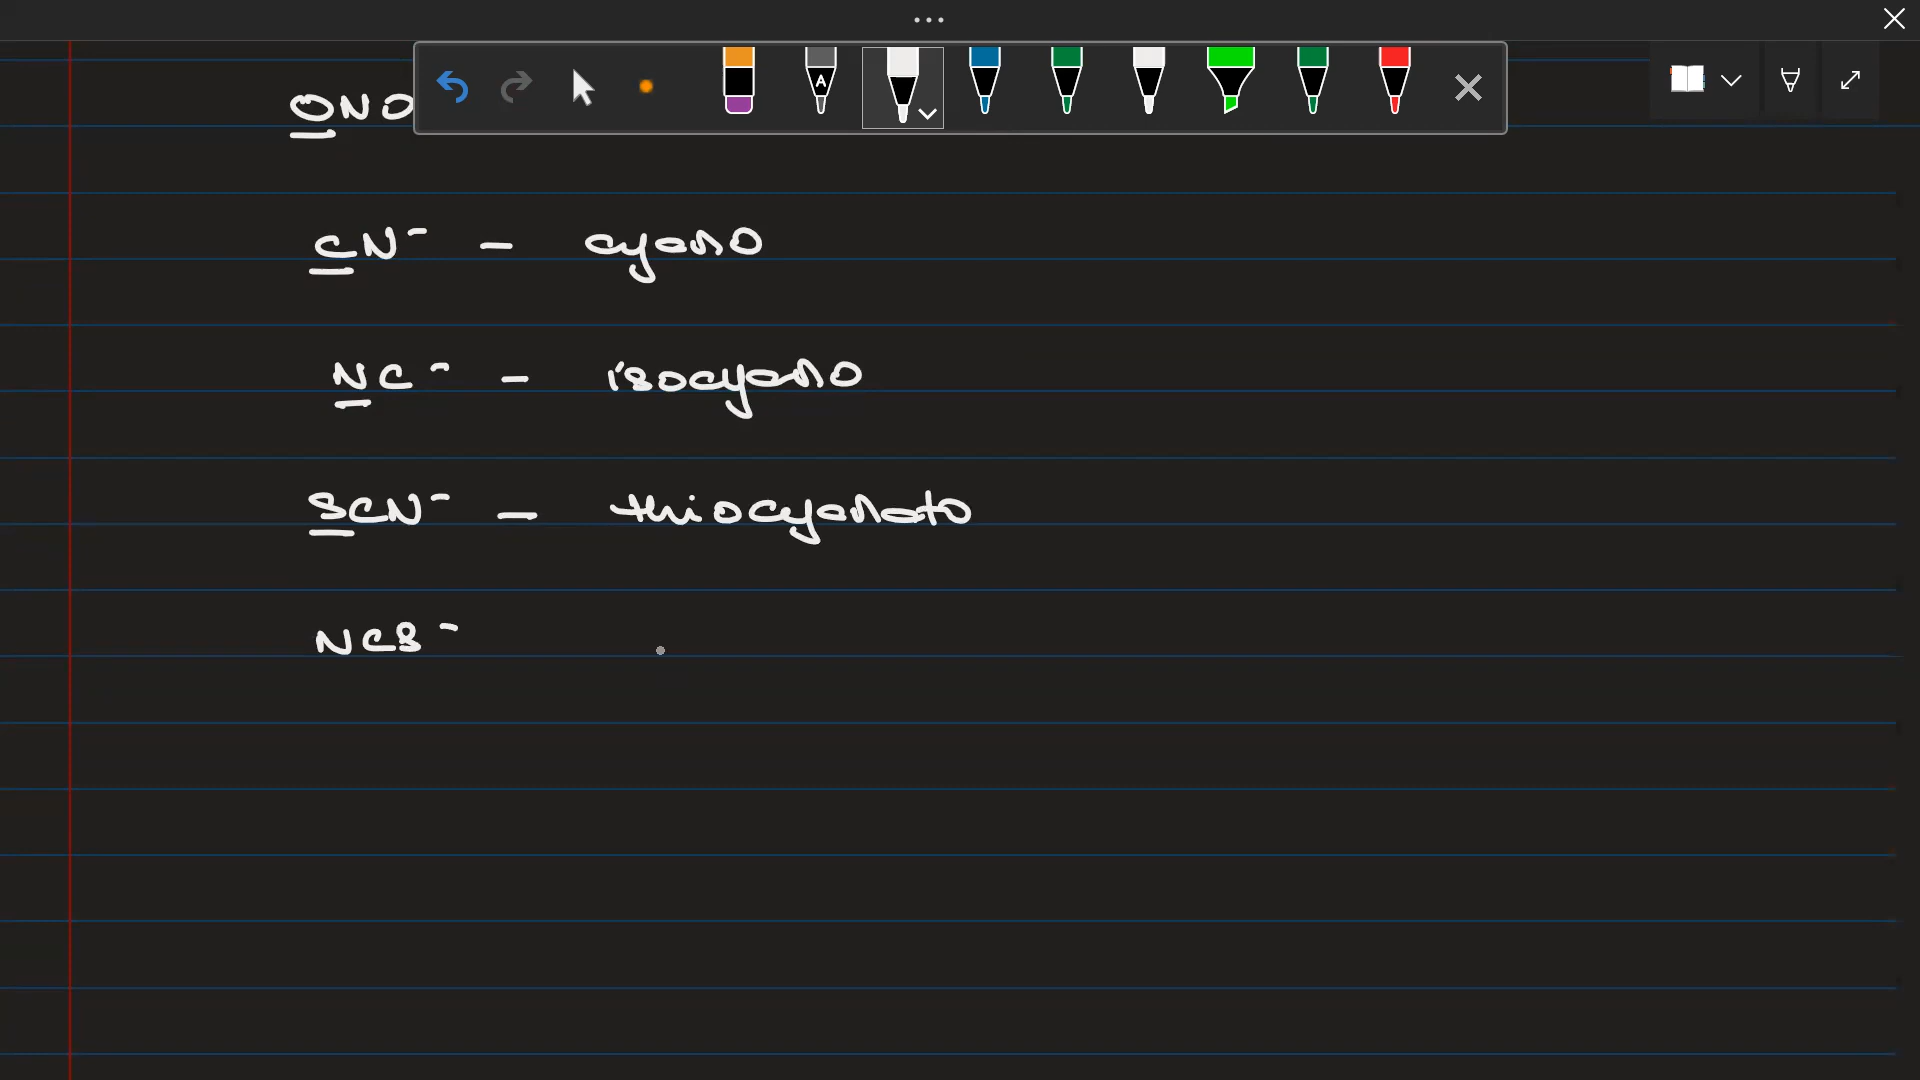 ONO
CN⁻ - cyano
NC⁻ - isocyano
SCN⁻ - thiocyanato
NCS⁻